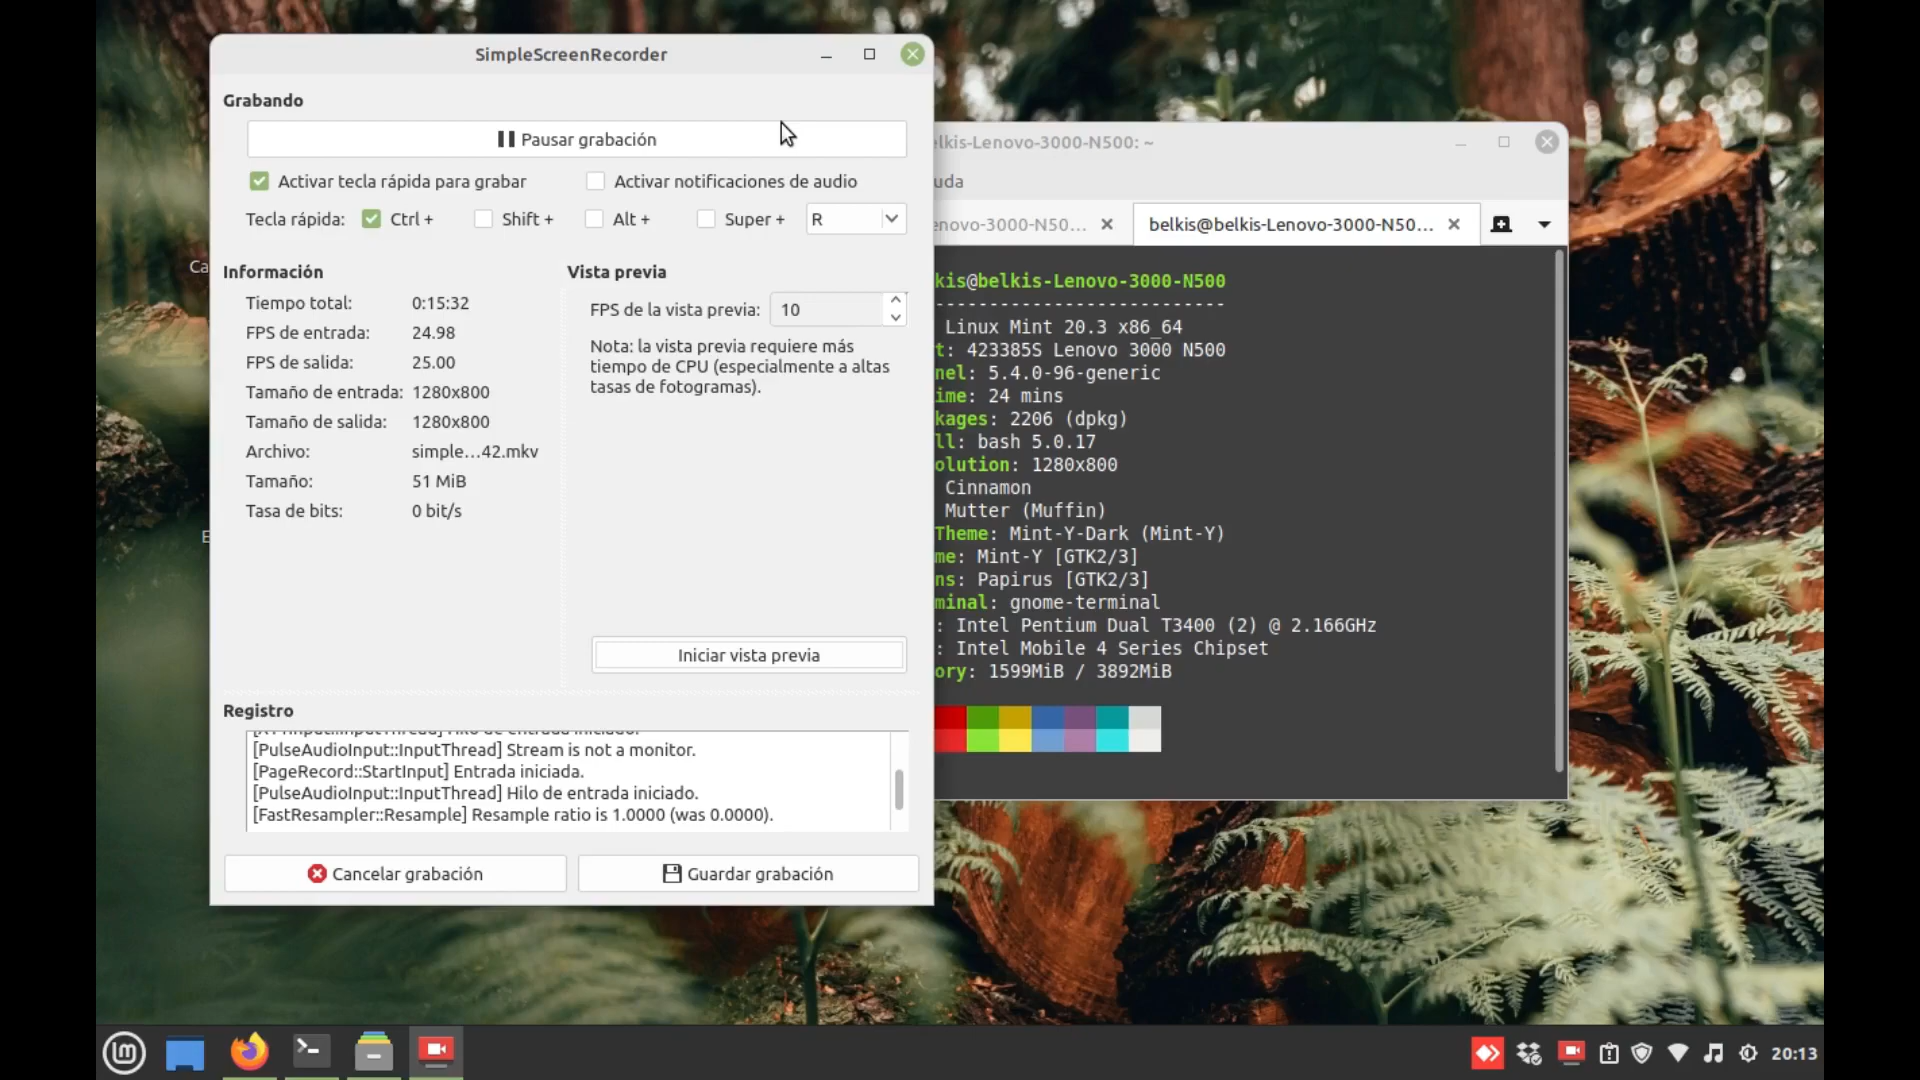 SimpleScreenRecorder
Grabando
Pausar grabación
Activar tecla rápida para grabar
Activar notificaciones de audio
Tecla rápida: Ctrl + Shift + Alt + Super + R
Información
Tiempo total: 0:15:32
FPS de entrada: 24.98
FPS de salida: 25.00
Tamaño de entrada: 1280x800
Tamaño de salida: 1280x800
Archivo: simple...42.mkv
Tamaño: 51 MiB
Tasa de bits: 0 bit/s
Vista previa
FPS de la vista previa: 10
Nota: la vista previa requiere más
tiempo de CPU (especialmente a altas
tasas de fotogramas).
Iniciar vista previa
Registro
[PulseAudioInput::InputThread] Stream is not a monitor.
[PageRecord::StartInput] Entrada iniciada.
[PulseAudioInput::InputThread] Hilo de entrada iniciado.
[FastResampler::Resample] Resample ratio is 1.0000 (was 0.0000).
Cancelar grabación
Guardar grabación
Ca
E
elkis-Lenovo-3000-N500: ~
uda
enovo-3000-N50...
belkis@belkis-Lenovo-3000-N50...
kis@belkis-Lenovo-3000-N500
---------------------------
Linux Mint 20.3 x86_64
t: 423385S Lenovo 3000 N500
nel: 5.4.0-96-generic
ime: 24 mins
kages: 2206 (dpkg)
ll: bash 5.0.17
olution: 1280x800
Cinnamon
Mutter (Muffin)
Theme: Mint-Y-Dark (Mint-Y)
me: Mint-Y [GTK2/3]
ns: Papirus [GTK2/3]
minal: gnome-terminal
: Intel Pentium Dual T3400 (2) @ 2.166GHz
: Intel Mobile 4 Series Chipset
ory: 1599MiB / 3892MiB
20:13